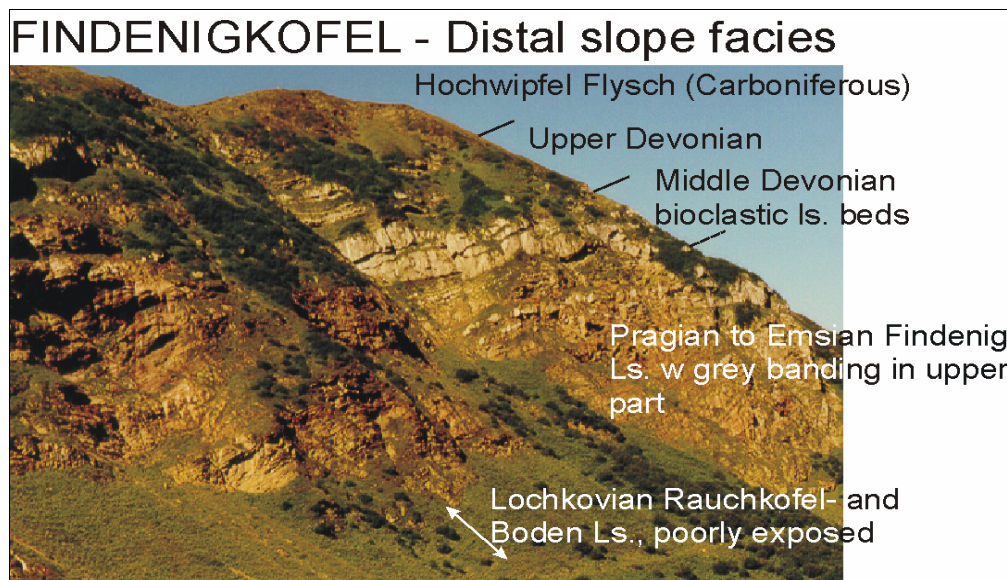 FINDENIGKOFEL - Distal slope facies
Hochwipfel Flysch (Carboniferous)
Upper Devonian
Middle Devonian
bioclastic ls. beds
Pragian to Emsian Findenig
Ls. w grey banding in upper
part
Lochkovian Rauchkofel- and
Boden Ls., poorly exposed